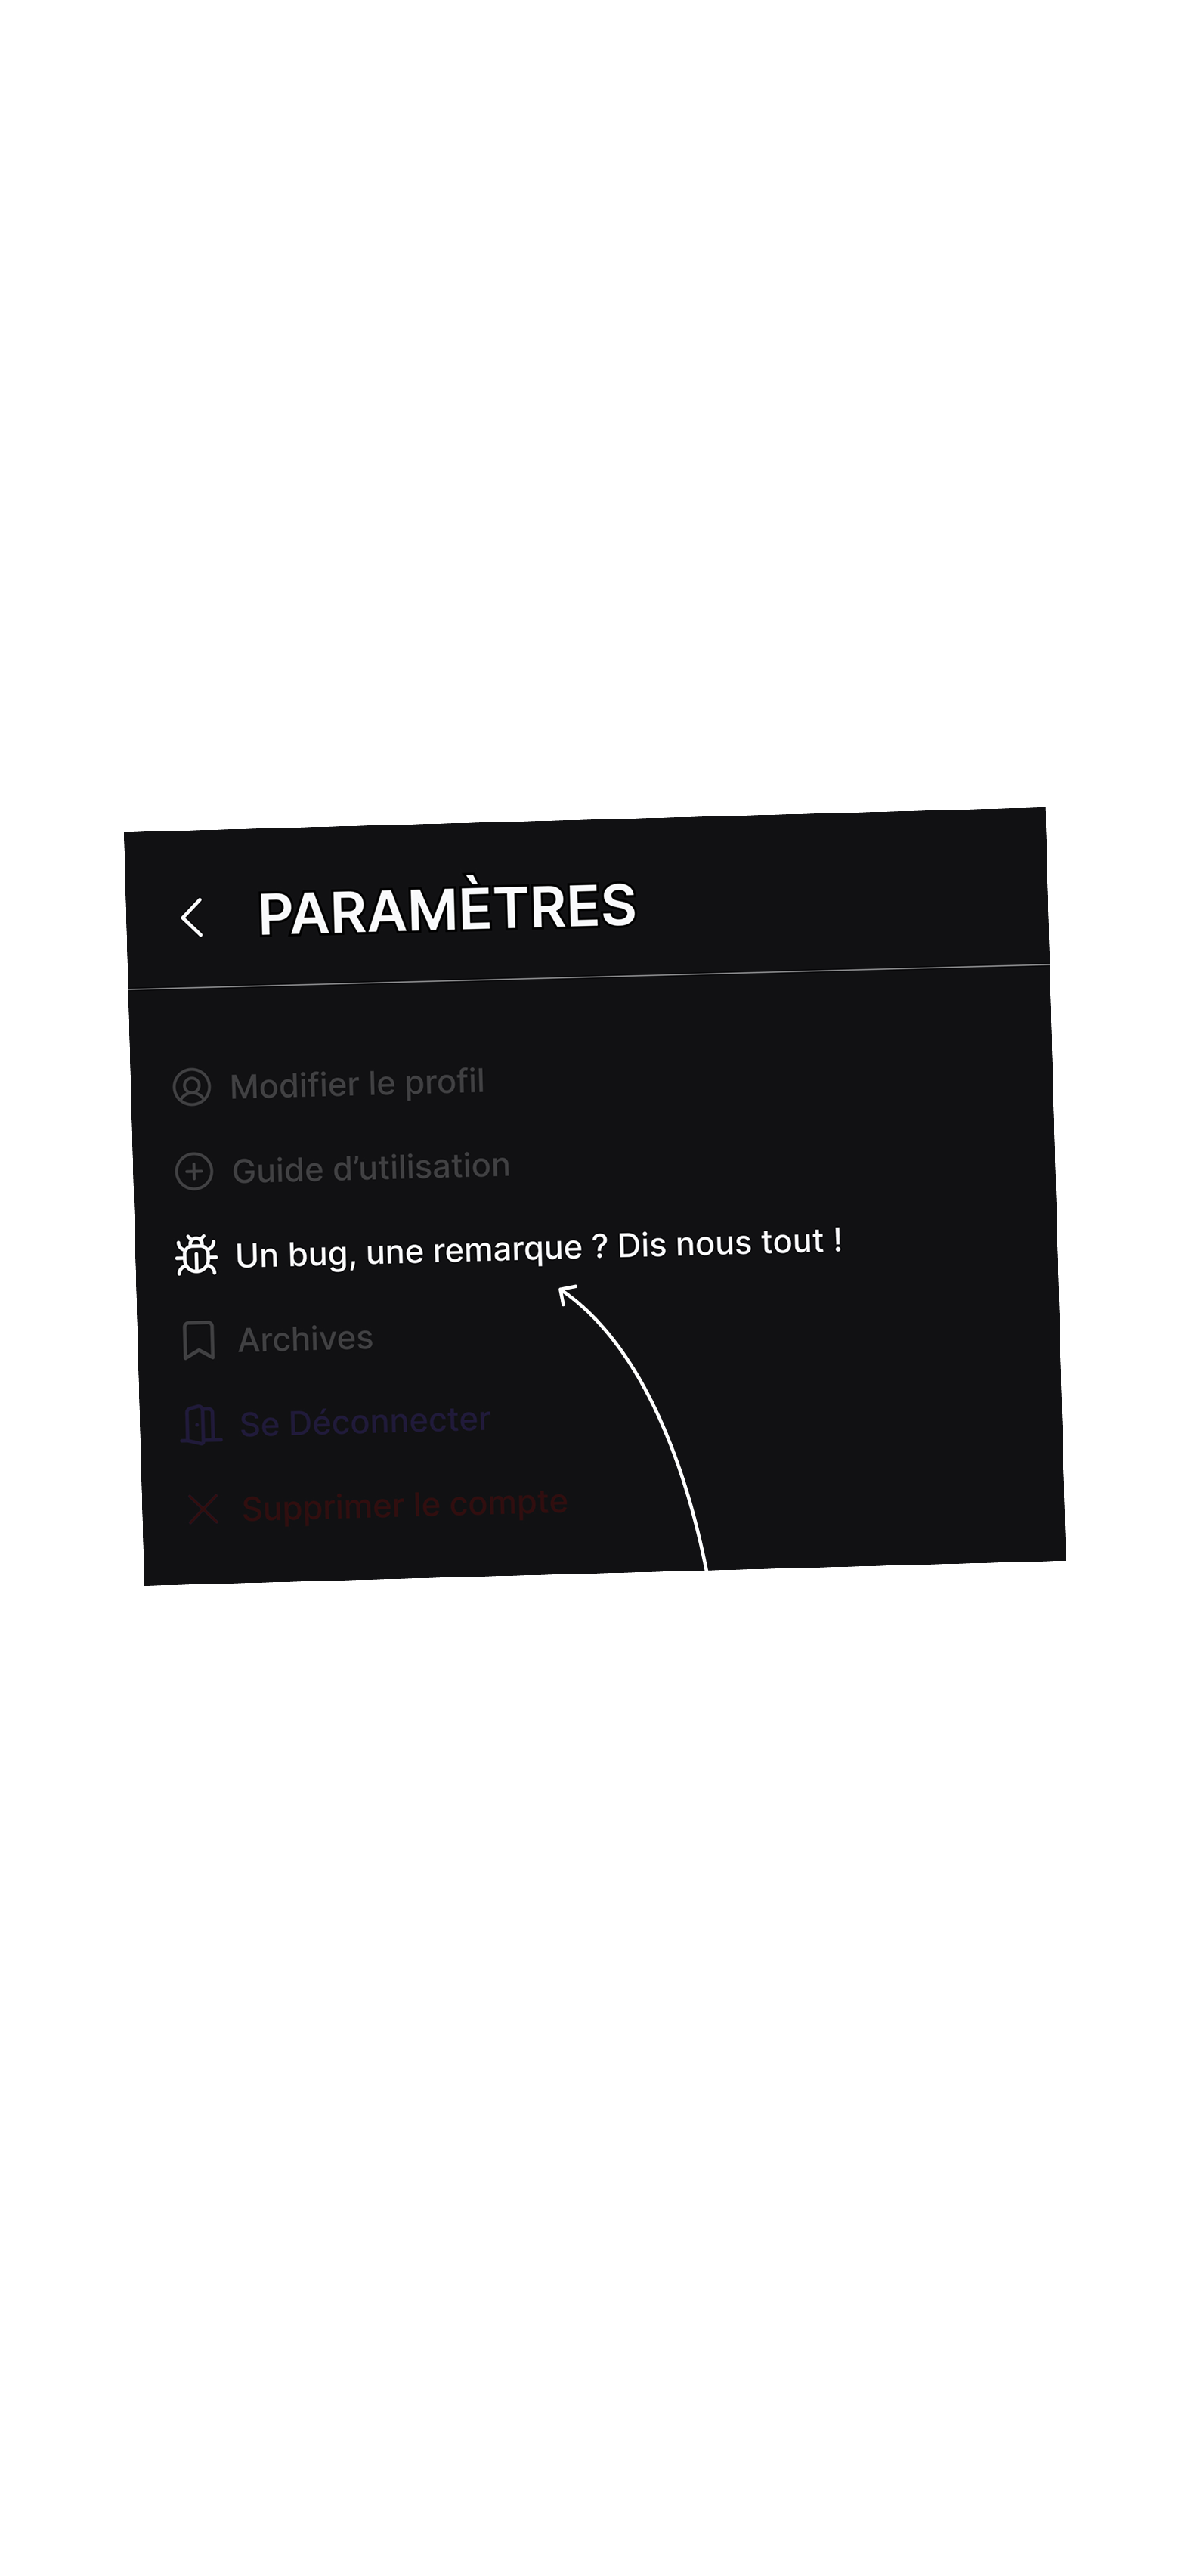 PARAMÈTRES
Modifier le profil
Guide d’utilisation
Un bug, une remarque ? Dis nous tout !
Archives
Se Déconnecter
Supprimer le compte